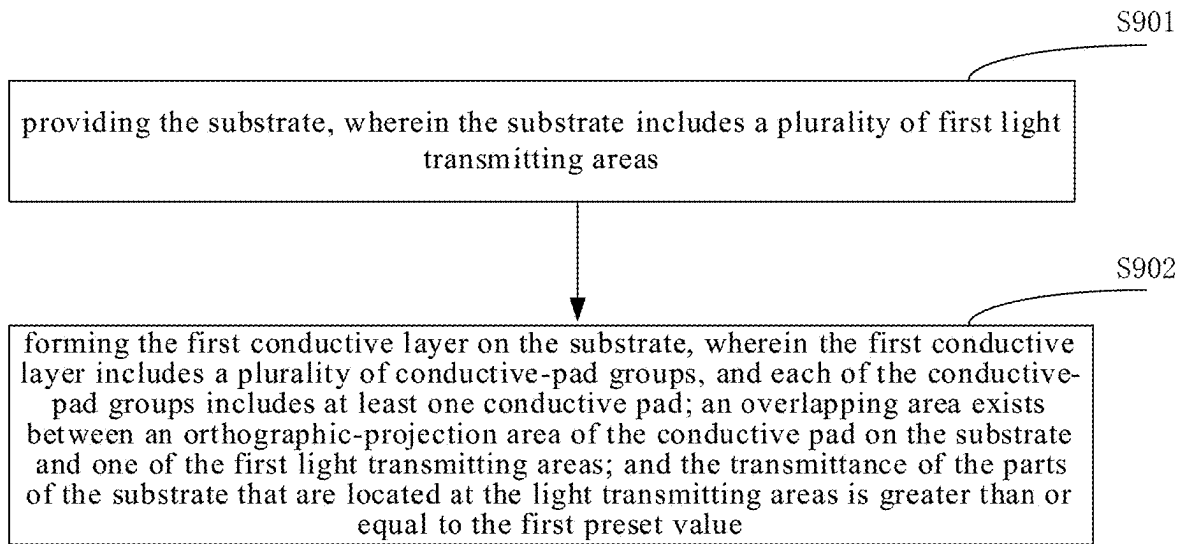 S901
providing the substrate, wherein the substrate includes a plurality of first light
transmitting areas
S902
forming the first conductive layer on the substrate, wherein the first conductive
layer includes a plurality of conductive-pad groups, and each of the conductive-
pad groups includes at least one conductive pad; an overlapping area exists
between an orthographic-projection area of the conductive pad on the substrate
and one of the first light transmitting areas; and the transmittance of the parts
of the substrate that are located at the light transmitting areas is greater than or
equal to the first preset value